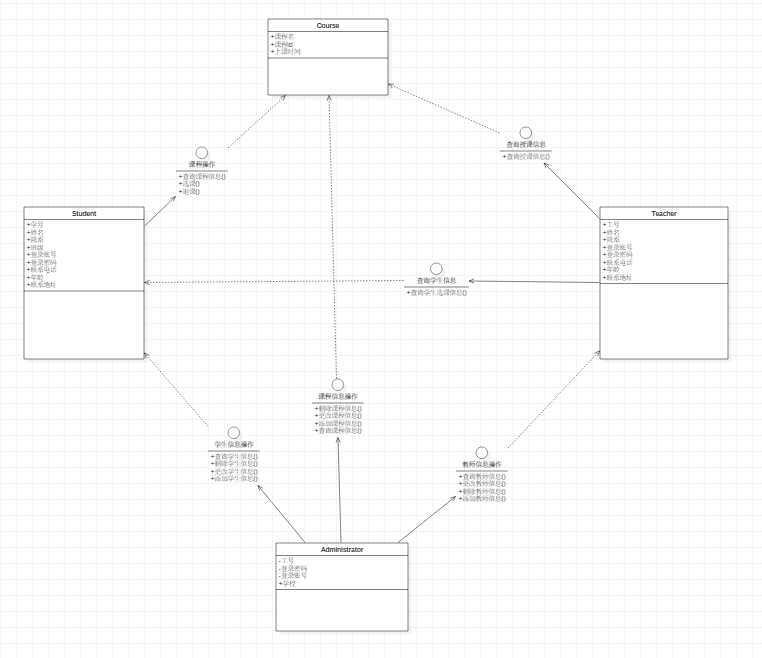 Course
+课程名
+课程id
+上课时间
课程操作
+查询课程信息()
+选课()
+退课()
查询授课信息
+查询授课信息()
Student
+学号
+姓名
+院系
+班级
+登录账号
+登录密码
+联系电话
+年龄
+联系地址
Teacher
+工号
+姓名
+院系
+登录账号
+登录密码
+联系电话
+年龄
+联系地址
查询学生信息
+查询学生选课信息()
课程信息操作
+删除课程信息()
+更改课程信息()
+添加课程信息()
+查询课程信息()
学生信息操作
+查询学生信息()
+删除学生信息()
+更改学生信息()
+添加学生信息()
教师信息操作
+查询教师信息()
+更改教师信息()
+删除教师信息()
+添加教师信息()
Administrator
-工号
-登录密码
-登录账号
+学校